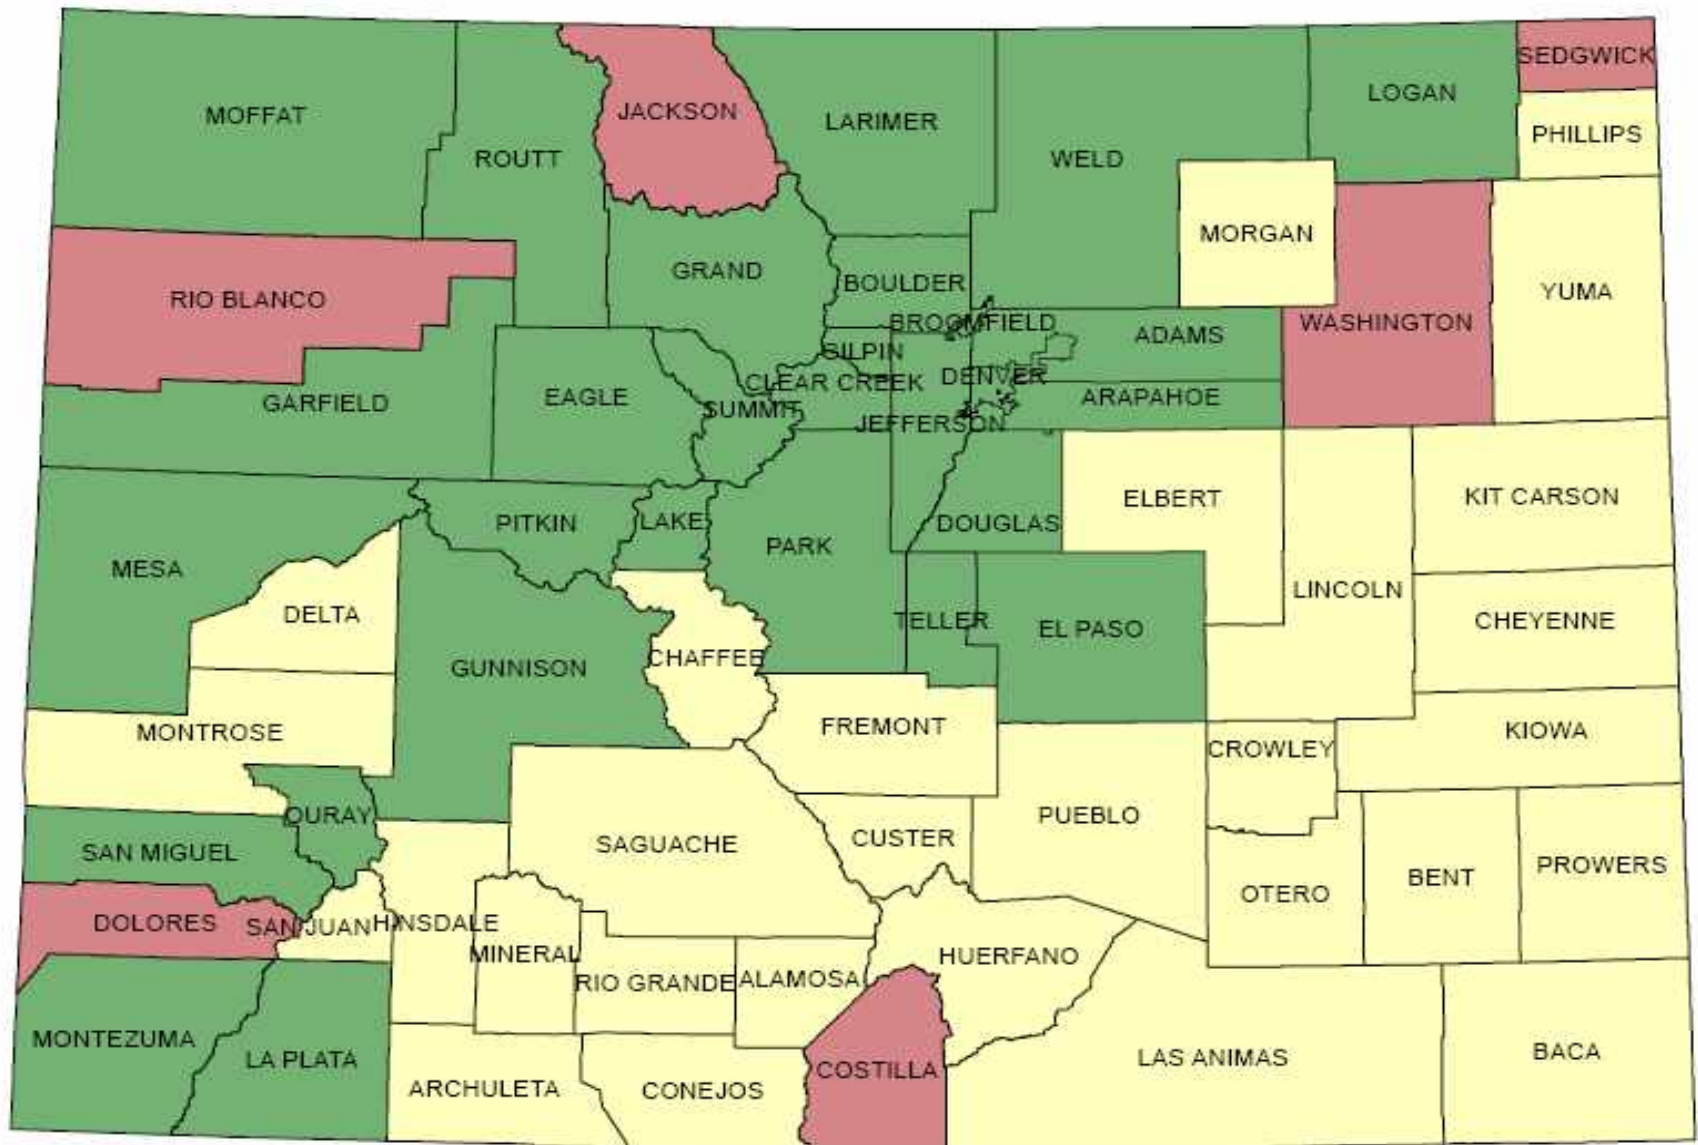 SEDGWICK
LOGAN
MOFFAT
JACKSON
LARIMER
PHILLIPS
ROUTT
WELD
MORGAN
GRAND
BOULDER
YUMA
RIO BLANCO
BROOMFIELD
WASHINGTON
ADAMS
GILPIN
CLEAR CREEK
DENVER
GARFIELD
EAGLE
ARAPAHOE
SUMMIT
JEFFERSON
ELBERT
KIT CARSON
PITKIN
LAKE
DOUGLAS
PARK
MESA
LINCOLN
DELTA
TELLER
EL PASO
CHEYENNE
GUNNISON
CHAFFEE
MONTROSE
FREMONT
KIOWA
CROWLEY
OURAY
PUEBLO
SAN MIGUEL
SAGUACHE
CUSTER
PROWERS
BENT
OTERO
DOLORES
SAN JUAN
HINSDALE
MINERAL
HUERFANO
RIO GRANDE
ALAMOSA
MONTEZUMA
LA PLATA
COSTILLA
LAS ANIMAS
BACA
ARCHULETA
CONEJOS